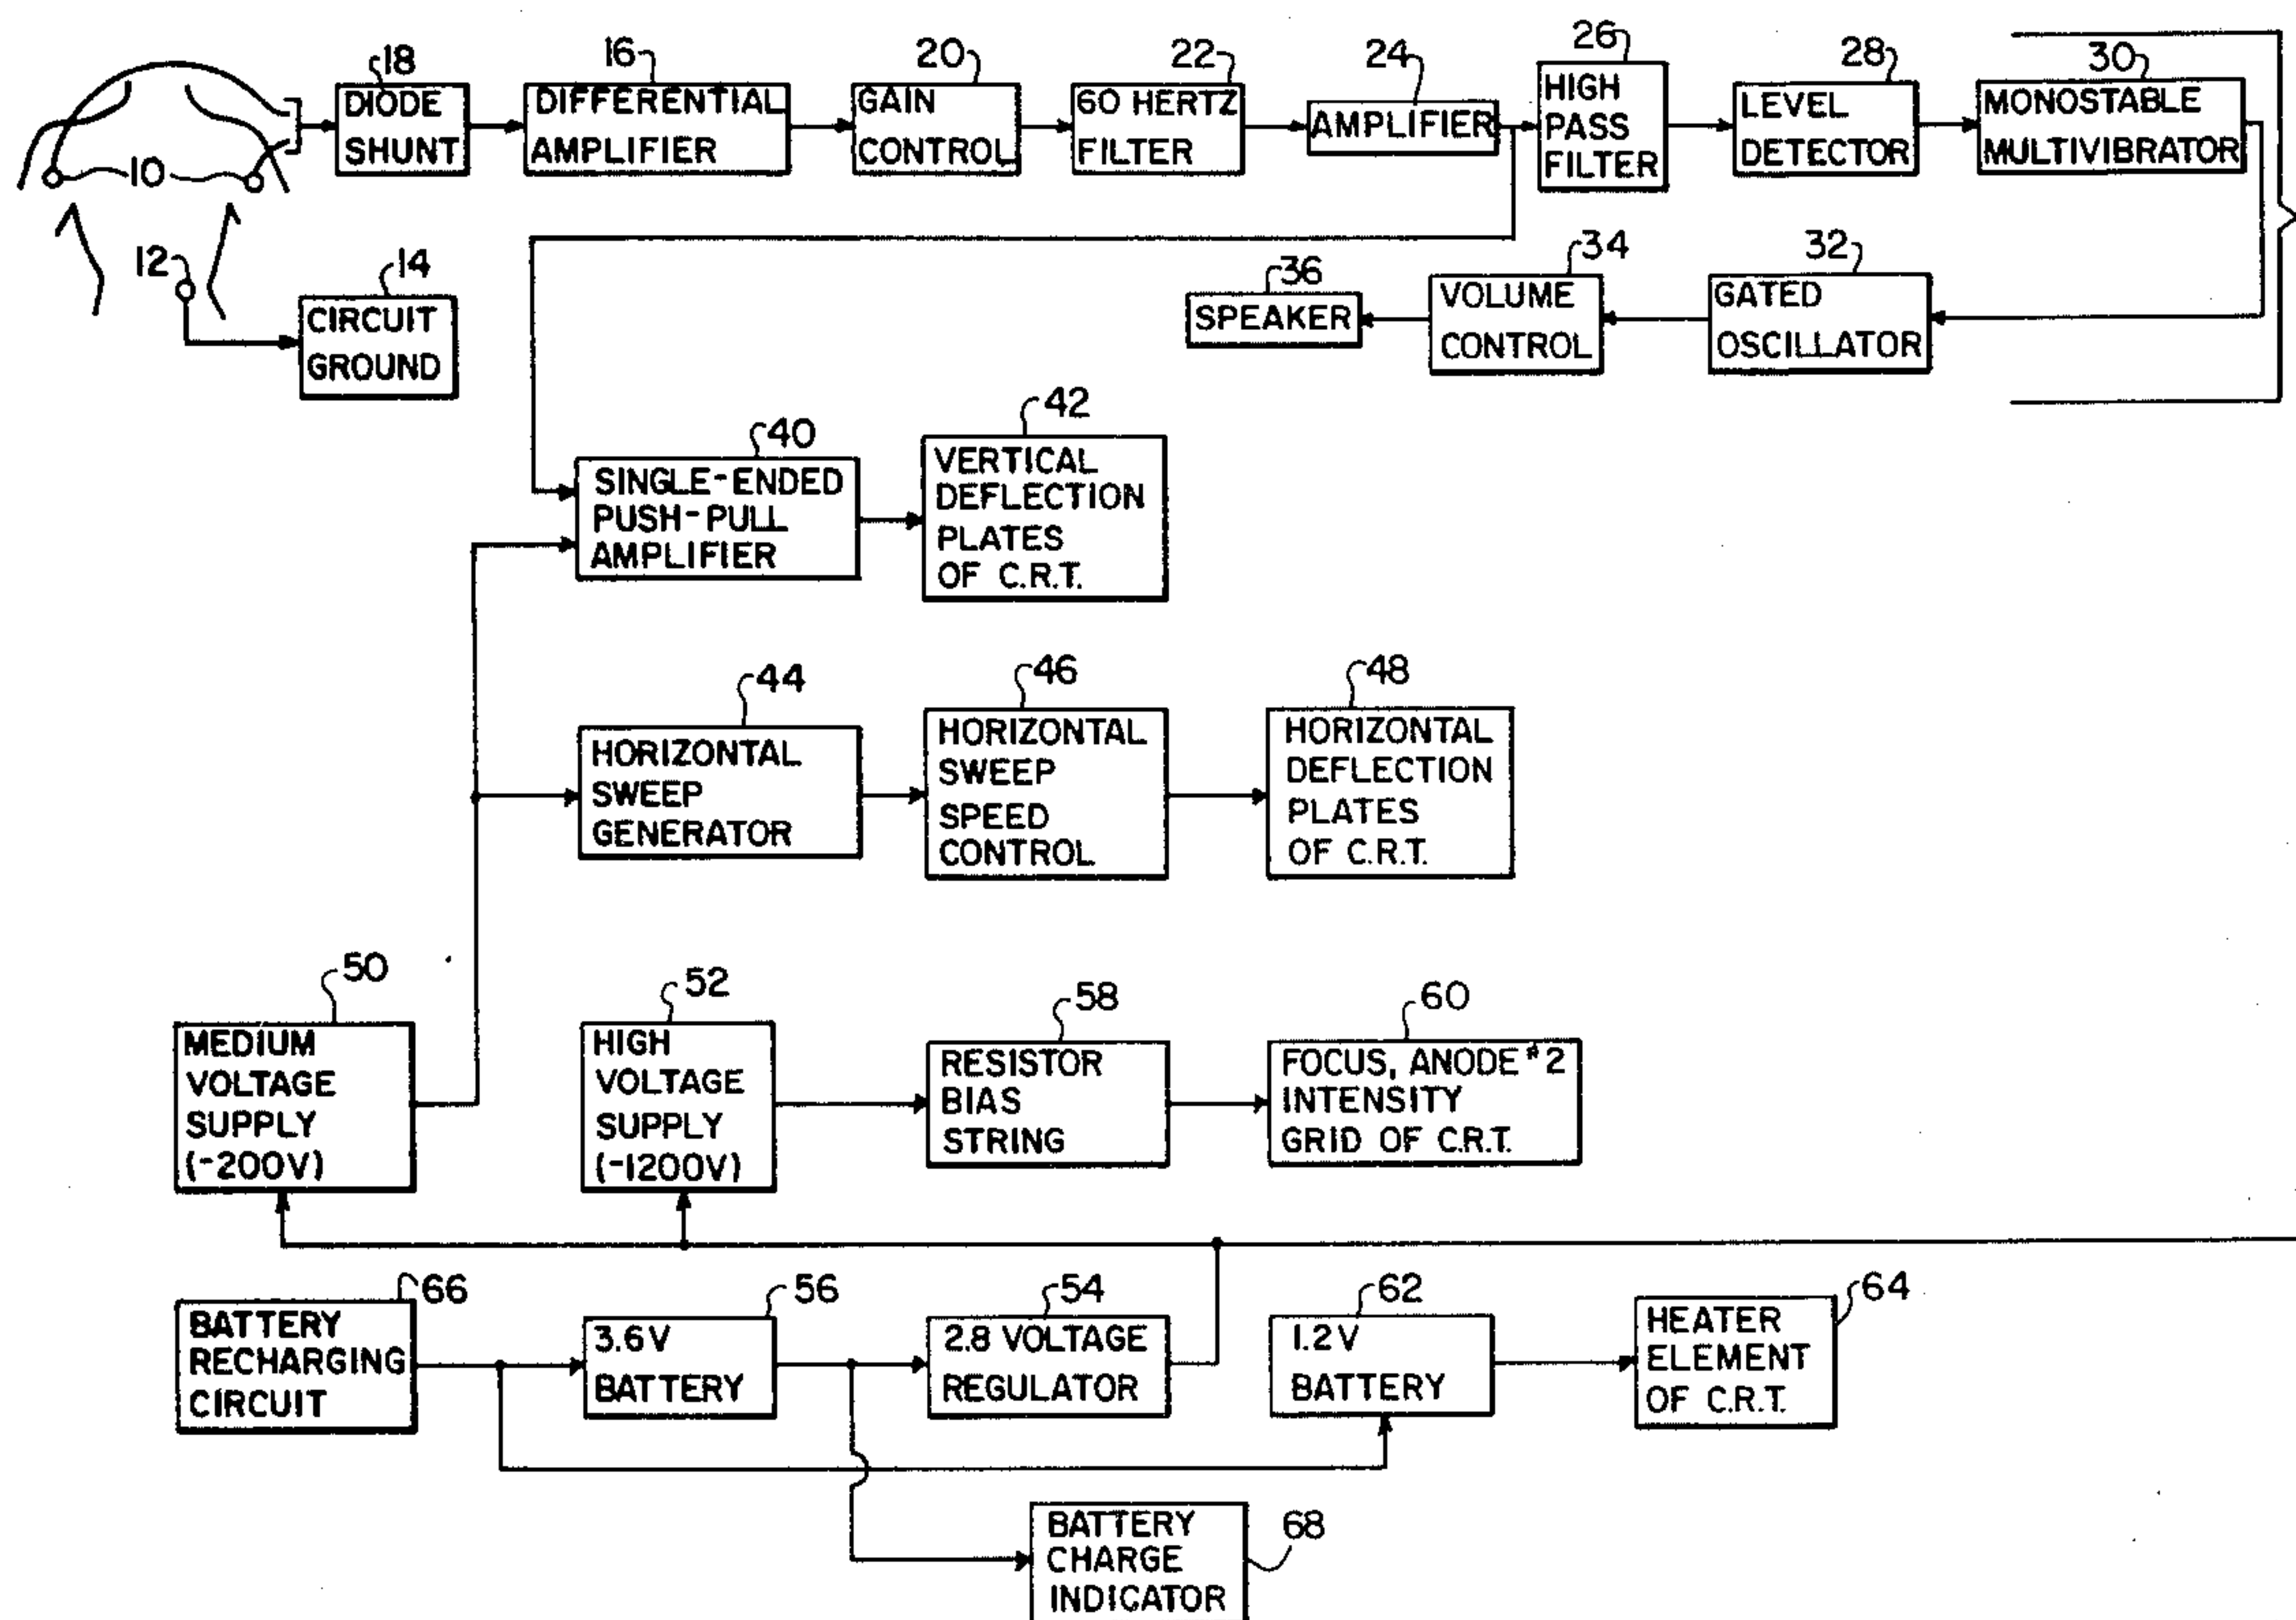 18
DIODE
SHUNT
16
DIFFERENTIAL
AMPLIFIER
20
GAIN
CONTROL
22
60 HERTZ
FILTER
24
AMPLIFIER
26
HIGH
PASS
FILTER
28
LEVEL
DETECTOR
30
MONOSTABLE
MULTIVIBRATOR
10
12
14
CIRCUIT
GROUND
36
SPEAKER
34
VOLUME
CONTROL
32
GATED
OSCILLATOR
40
SINGLE-ENDED
PUSH-PULL
AMPLIFIER
42
VERTICAL
DEFLECTION
PLATES
OF C.R.T.
44
HORIZONTAL
SWEEP
GENERATOR
46
HORIZONTAL
SWEEP
SPEED
CONTROL
48
HORIZONTAL
DEFLECTION
PLATES
OF C.R.T.
50
MEDIUM
VOLTAGE
SUPPLY
(-200V)
52
HIGH
VOLTAGE
SUPPLY
(-1200V)
58
RESISTOR
BIAS
STRING
60
FOCUS, ANODE #2
INTENSITY
GRID OF C.R.T.
66
BATTERY
RECHARGING
CIRCUIT
56
3.6V
BATTERY
54
2.8 VOLTAGE
REGULATOR
62
1.2V
BATTERY
64
HEATER
ELEMENT
OF C.R.T.
68
BATTERY
CHARGE
INDICATOR